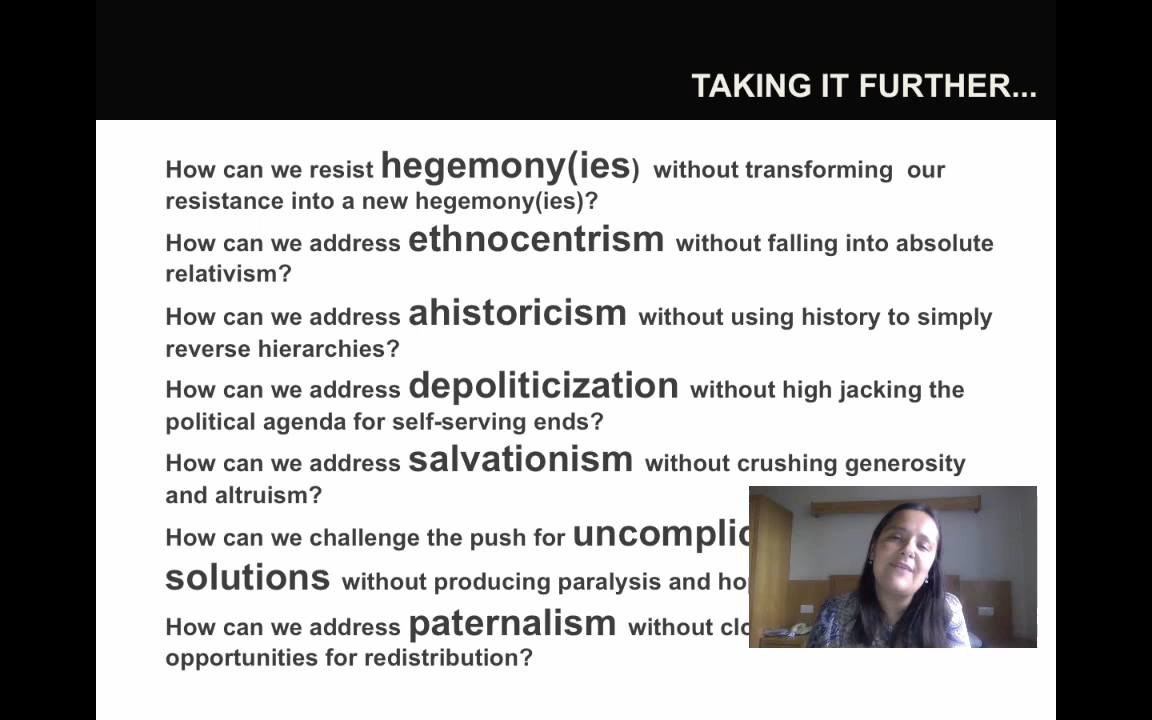 TAKING IT FURTHER...
How can we resist hegemony(ies) without transforming our
resistance into a new hegemony(ies)?
How can we address ethnocentrism without falling into absolute
relativism?
How can we address ahistoricism without using history to simply
reverse hierarchies?
How can we address depoliticization without high jacking the
political agenda for self-serving ends?
How can we address salvationism without crushing generosity
and altruism?
How can we challenge the push for
solutions without producing paralysis and
How can we address paternalism without
opportunities for redistribution?